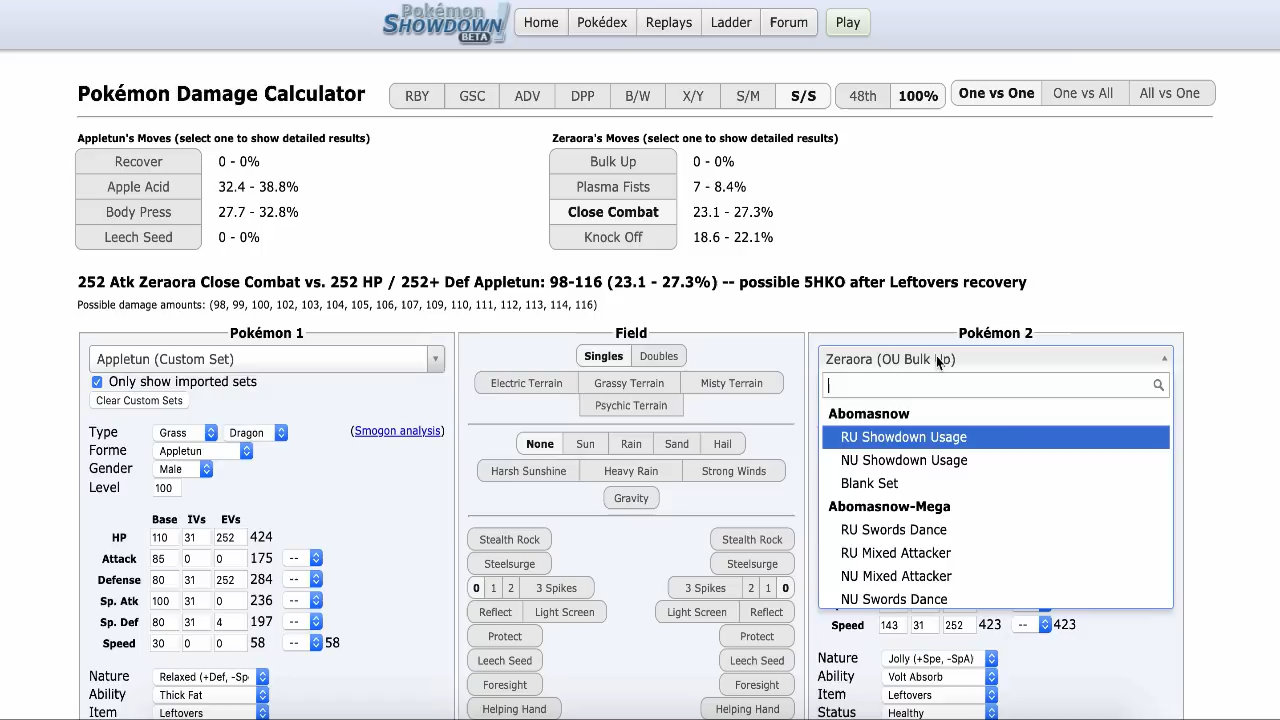 Pokémon
SHOWDOWN!
BETA
Home Pokédex Replays Ladder Forum Play
Pokémon Damage Calculator RBY GSC ADV DPP B/W X/Y S/M S/S 48th 100% One vs One One vs All All vs One
Appletun's Moves (select one to show detailed results)
Recover 0 - 0%
Apple Acid 32.4 - 38.8%
Body Press 27.7 - 32.8%
Leech Seed 0 - 0%
Zeraora's Moves (select one to show detailed results)
Bulk Up 0 - 0%
Plasma Fists 7 - 8.4%
Close Combat 23.1 - 27.3%
Knock Off 18.6 - 22.1%
252 Atk Zeraora Close Combat vs. 252 HP / 252+ Def Appletun: 98-116 (23.1 - 27.3%) -- possible 5HKO after Leftovers recovery
Possible damage amounts: (98, 99, 100, 102, 103, 104, 105, 106, 107, 109, 110, 111, 112, 113, 114, 116)
Pokémon 1
Appletun (Custom Set)
Only show imported sets
Clear Custom Sets
Type Grass Dragon (Smogon analysis)
Forme Appletun
Gender Male
Level 100
Base IVs EVs
HP 110 31 252 424
Attack 85 0 0 175 --
Defense 80 31 252 284 --
Sp. Atk 100 31 0 236 --
Sp. Def 80 31 4 197 --
Speed 30 0 0 58 -- 58
Nature Relaxed (+Def, -Sp
Ability Thick Fat
Item Leftovers
Field
Singles Doubles
Electric Terrain Grassy Terrain Misty Terrain
Psychic Terrain
None Sun Rain Sand Hail
Harsh Sunshine Heavy Rain Strong Winds
Gravity
Stealth Rock Stealth Rock
Steelsurge Steelsurge
0 1 2 3 Spikes 3 Spikes 2 1 0
Reflect Light Screen Light Screen Reflect
Protect Protect
Leech Seed Leech Seed
Foresight Foresight
Helping Hand Helping Hand
Pokémon 2
Zeraora (OU Bulk Up)
Abomasnow
RU Showdown Usage
NU Showdown Usage
Blank Set
Abomasnow-Mega
RU Swords Dance
RU Mixed Attacker
NU Mixed Attacker
NU Swords Dance
Speed 143 31 252 423 -- 423
Nature Jolly (+Spe, -SpA)
Ability Volt Absorb
Item Leftovers
Status Healthy